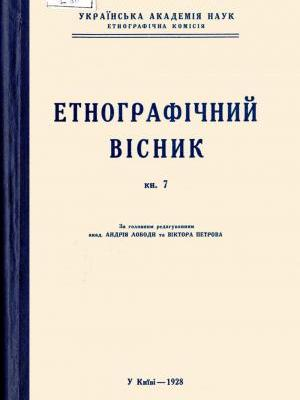 УКРАЇНСЬКА АКАДЕМІЯ НАУК
ЕТНОГРАФІЧНА КОМІСІЯ
ЕТНОГРАФІЧНИЙ
ВІСНИК
кн. 7
За головним редагуванням
акад. АНДРІЯ ЛОБОДИ та ВІКТОРА ПЕТРОВА
У Київі — 1928